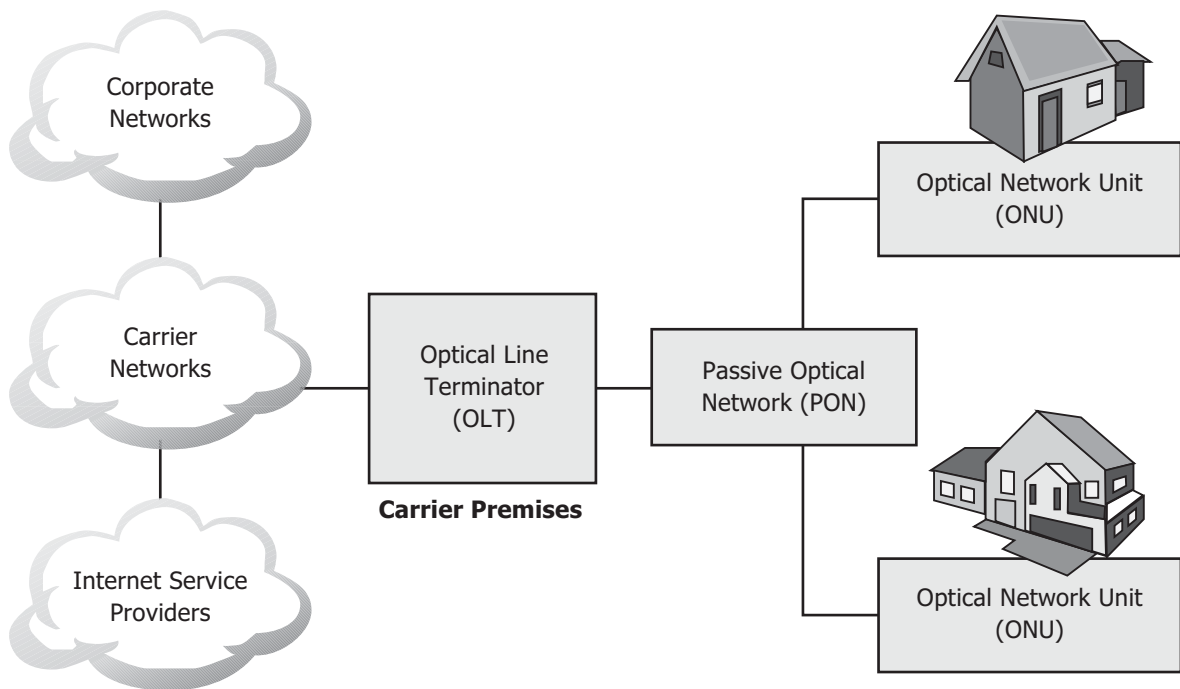 Corporate
Networks
Carrier
Networks
Internet Service
Providers
Optical Line
Terminator
(OLT)
Carrier Premises
Passive Optical
Network (PON)
Optical Network Unit
(ONU)
Optical Network Unit
(ONU)